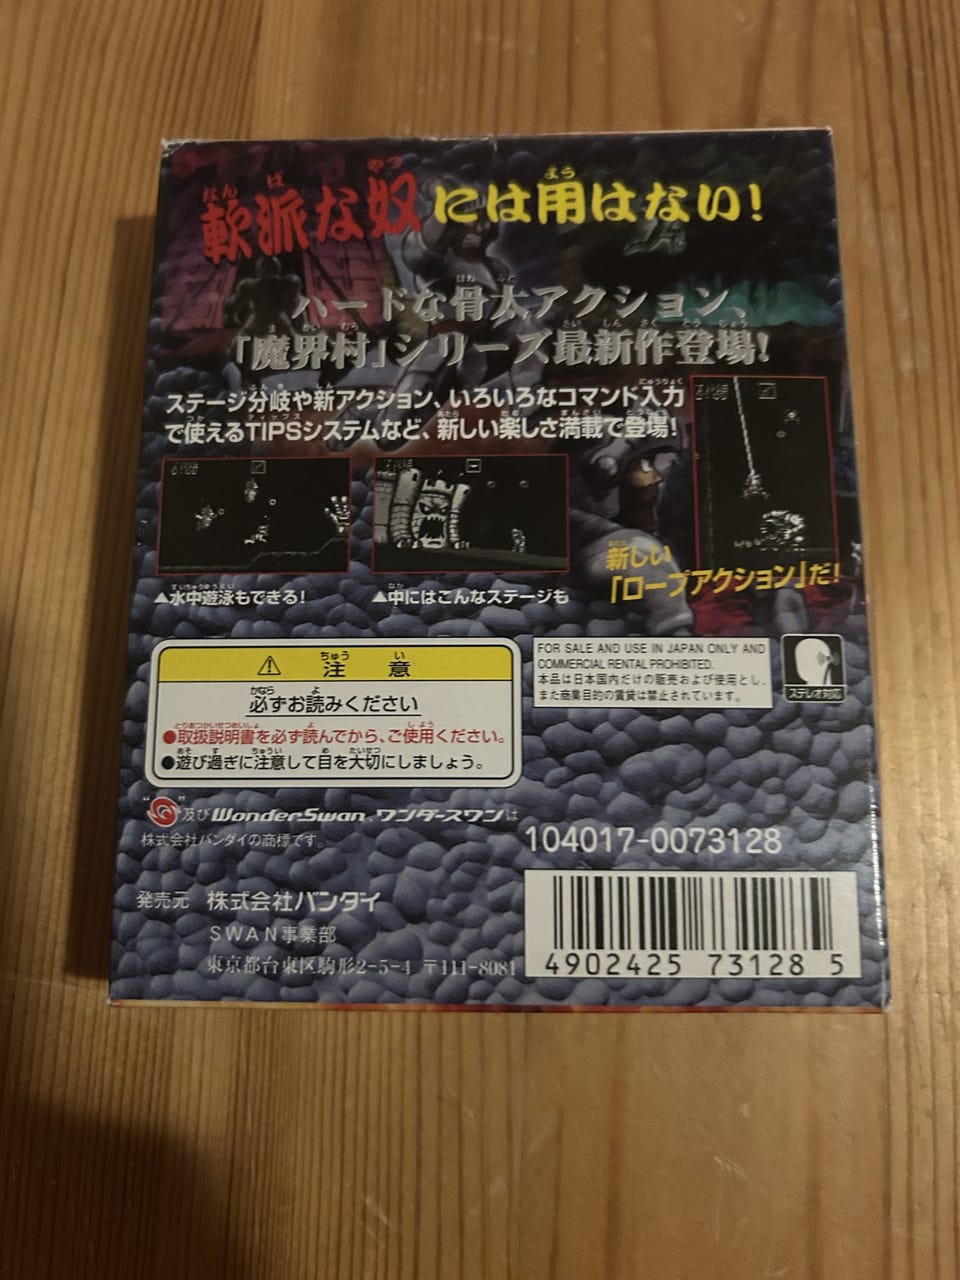 軟派な奴には用はない!
ハードな骨太アクション、
「魔界村」シリーズ最新作登場!
ステージ分岐や新アクション、いろいろなコマンド入力
で使えるTIPSシステムなど、新しい楽しさ満載で登場!
▲水中遊泳もできる!
▲中にはこんなステージも
新しい
「ロープアクション」だ!
注意
必ずお読みください
●取扱説明書を必ず読んでから、ご使用ください。
●遊び過ぎに注意して目を大切にしましょう。
FOR SALE AND USE IN JAPAN ONLY AND
COMMERCIAL RENTAL PROHIBITED.
本品は日本国内だけの販売および使用とし、
また商業目的の賃貸は禁止されています。
ステレオ対応
“ ”及びWonderSwan、ワンダースワンは
株式会社バンダイの商標です。
104017-0073128
発売元 株式会社バンダイ
SWAN事業部
東京都台東区駒形2-5-4 〒111-8081
4902425 73128 5